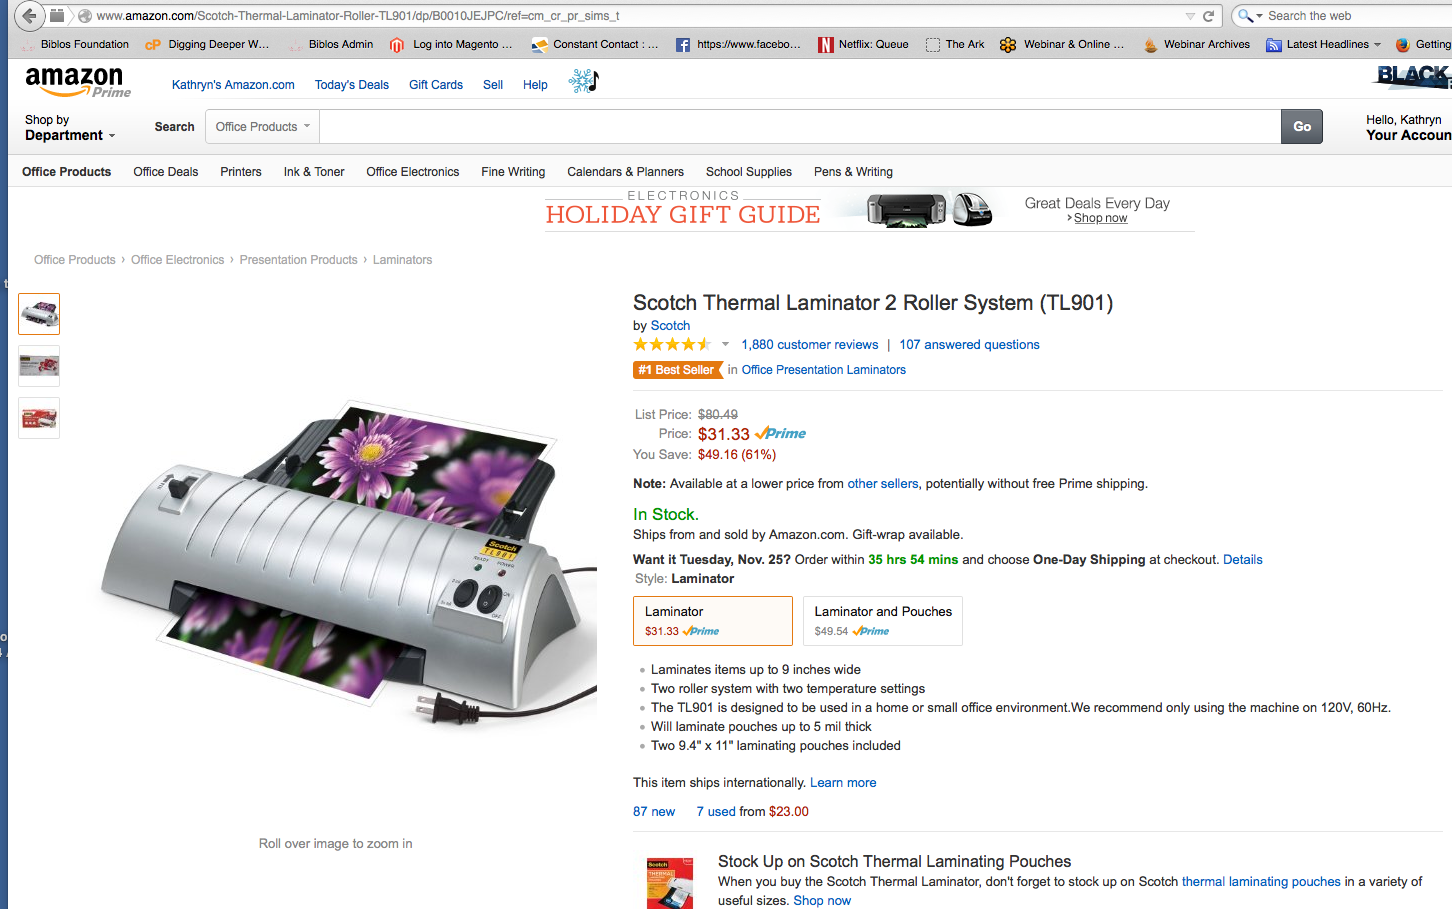 www.amazon.com/Scotch-Thermal-Laminator-Roller-TL901/dp/B0010JEJPC/ref=cm_cr_pr_sims_t
Search the web
Biblos Foundation
cP Digging Deeper W...
Biblos Admin
Log into Magento ...
Constant Contact : ...
https://www.facebo...
Netflix: Queue
The Ark
Webinar & Online ...
Webinar Archives
Latest Headlines
Getting
amazon
Prime
Kathryn's Amazon.com Today's Deals Gift Cards Sell Help
BLACK
Shop by
Department
Search Office Products Go
Hello, Kathryn
Your Accoun
Office Products Office Deals Printers Ink & Toner Office Electronics Fine Writing Calendars & Planners School Supplies Pens & Writing
ELECTRONICS
HOLIDAY GIFT GUIDE
Great Deals Every Day
› Shop now
Office Products › Office Electronics › Presentation Products › Laminators
Scotch Thermal Laminator 2 Roller System (TL901)
by Scotch
1,880 customer reviews | 107 answered questions
#1 Best Seller in Office Presentation Laminators
List Price: $80.49
Price: $31.33 Prime
You Save: $49.16 (61%)
Note: Available at a lower price from other sellers, potentially without free Prime shipping.
In Stock.
Ships from and sold by Amazon.com. Gift-wrap available.
Want it Tuesday, Nov. 25? Order within 35 hrs 54 mins and choose One-Day Shipping at checkout. Details
Style: Laminator
Laminator
$31.33 Prime
Laminator and Pouches
$49.54 Prime
Laminates items up to 9 inches wide
Two roller system with two temperature settings
The TL901 is designed to be used in a home or small office environment.We recommend only using the machine on 120V, 60Hz.
Will laminate pouches up to 5 mil thick
Two 9.4" x 11" laminating pouches included
This item ships internationally. Learn more
87 new 7 used from $23.00
Scotch
TL901
READY
POWER
ON
OFF
Roll over image to zoom in
Scotch
THERMAL
Stock Up on Scotch Thermal Laminating Pouches
When you buy the Scotch Thermal Laminator, don't forget to stock up on Scotch thermal laminating pouches in a variety of
useful sizes. Shop now